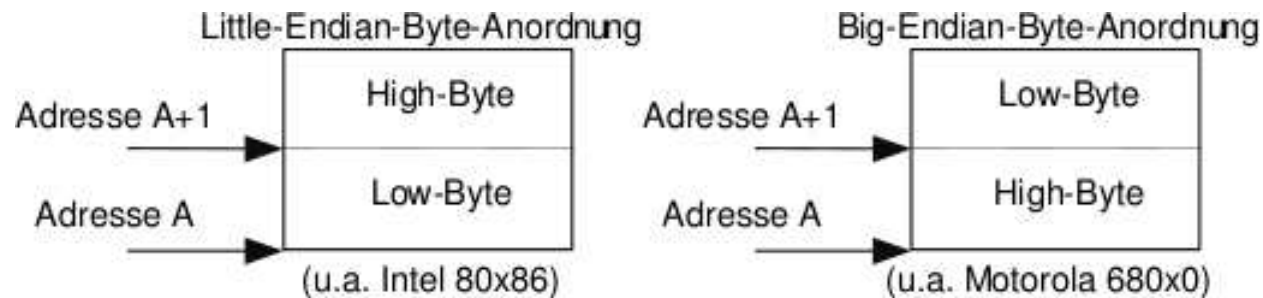 Little-Endian-Byte-Anordnung
High-Byte
Adresse A+1
Low-Byte
Adresse A
(u.a. Intel 80x86)
Big-Endian-Byte-Anordnung
Low-Byte
Adresse A+1
High-Byte
Adresse A
(u.a. Motorola 680x0)